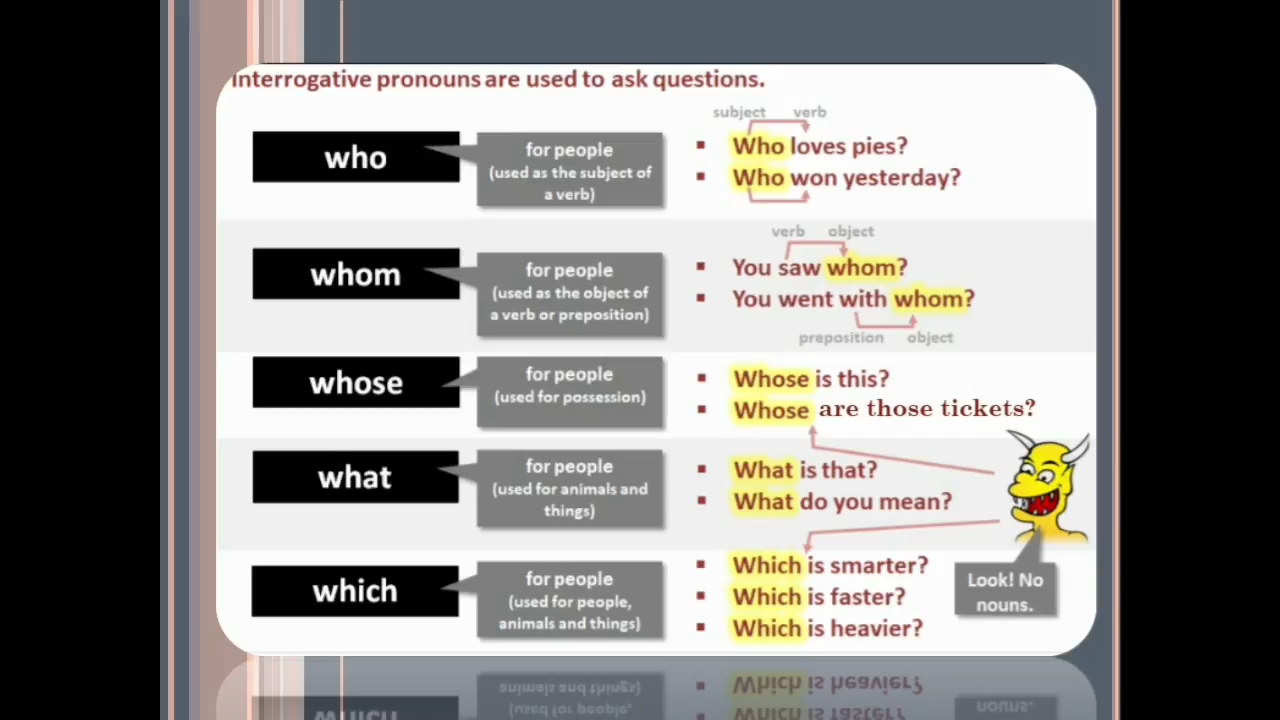 Interrogative pronouns are used to ask questions.
subject verb
who
for people
(used as the subject of
a verb)
▪ Who loves pies?
▪ Who won yesterday?
verb object
whom
for people
(used as the object of
a verb or preposition)
▪ You saw whom?
▪ You went with whom?
preposition object
whose
for people
(used for possession)
▪ Whose is this?
▪ Whose are those tickets?
what
for people
(used for animals and
things)
▪ What is that?
▪ What do you mean?
which
for people
(used for people,
animals and things)
▪ Which is smarter?
▪ Which is faster?
▪ Which is heavier?
Look! No
nouns.